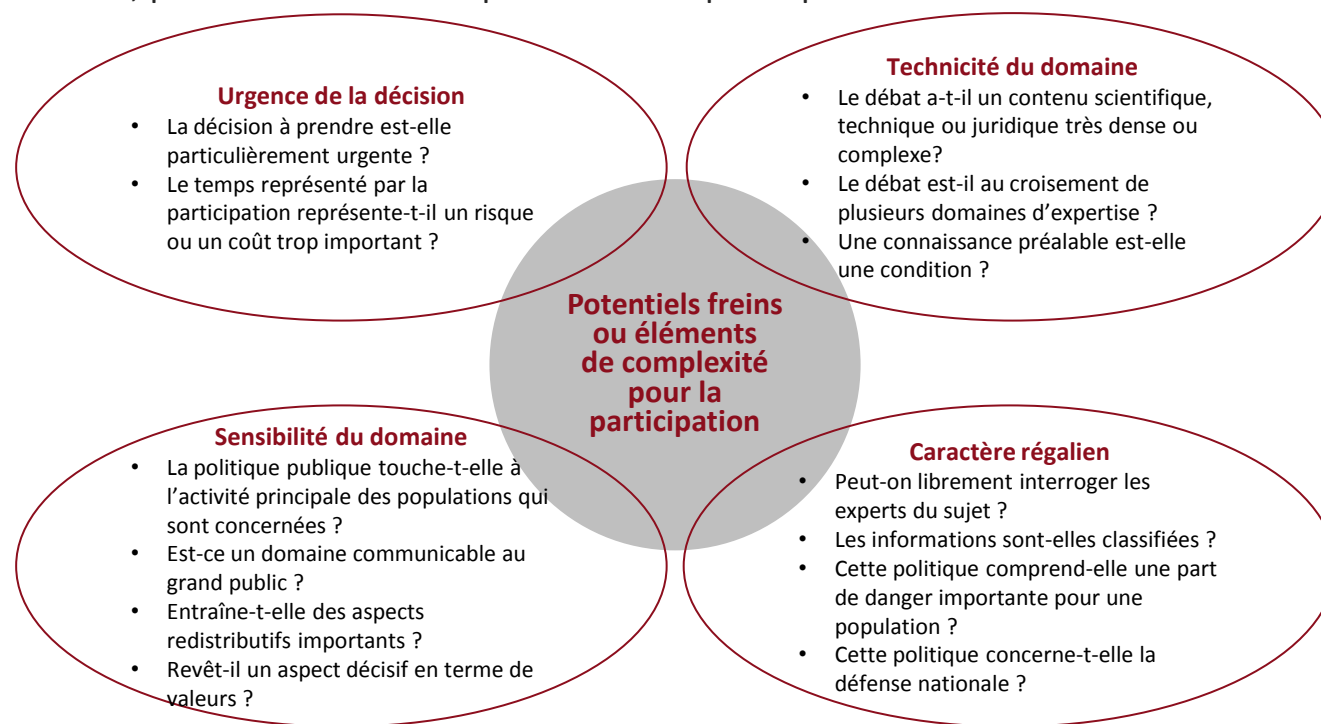 Urgence de la décision
• La décision à prendre est-elle
particulièrement urgente ?
• Le temps représenté par la
participation représente-t-il un risque
ou un coût trop important ?
Technicité du domaine
• Le débat a-t-il un contenu scientifique,
technique ou juridique très dense ou
complexe?
• Le débat est-il au croisement de
plusieurs domaines d’expertise ?
• Une connaissance préalable est-elle
une condition ?
Potentiels freins
ou éléments
de complexité
pour la
participation
Sensibilité du domaine
• La politique publique touche-t-elle à
l’activité principale des populations qui
sont concernées ?
• Est-ce un domaine communicable au
grand public ?
• Entraîne-t-elle des aspects
redistributifs importants ?
• Revêt-il un aspect décisif en terme de
valeurs ?
Caractère régalien
• Peut-on librement interroger les
experts du sujet ?
• Les informations sont-elles classifiées ?
• Cette politique comprend-elle une part
de danger importante pour une
population ?
• Cette politique concerne-t-elle la
défense nationale ?